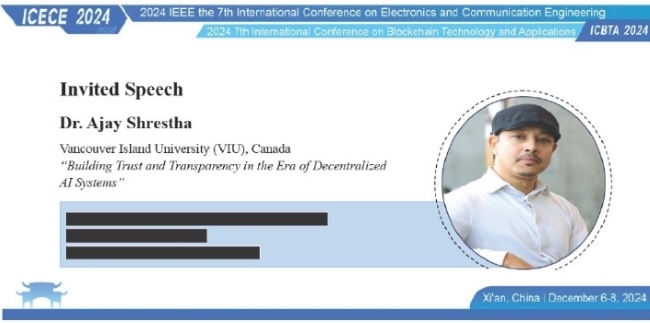 ICECE 2024
2024 IEEE the 7th International Conference on Electronics and Communication Engineering
2024 7th International Conference on Blockchain Technology and Applications
ICBTA 2024
Invited Speech
Dr. Ajay Shrestha
Vancouver Island University (VIU), Canada
“Building Trust and Transparency in the Era of Decentralized
AI Systems”
Xi'an, China | December 6-8, 2024